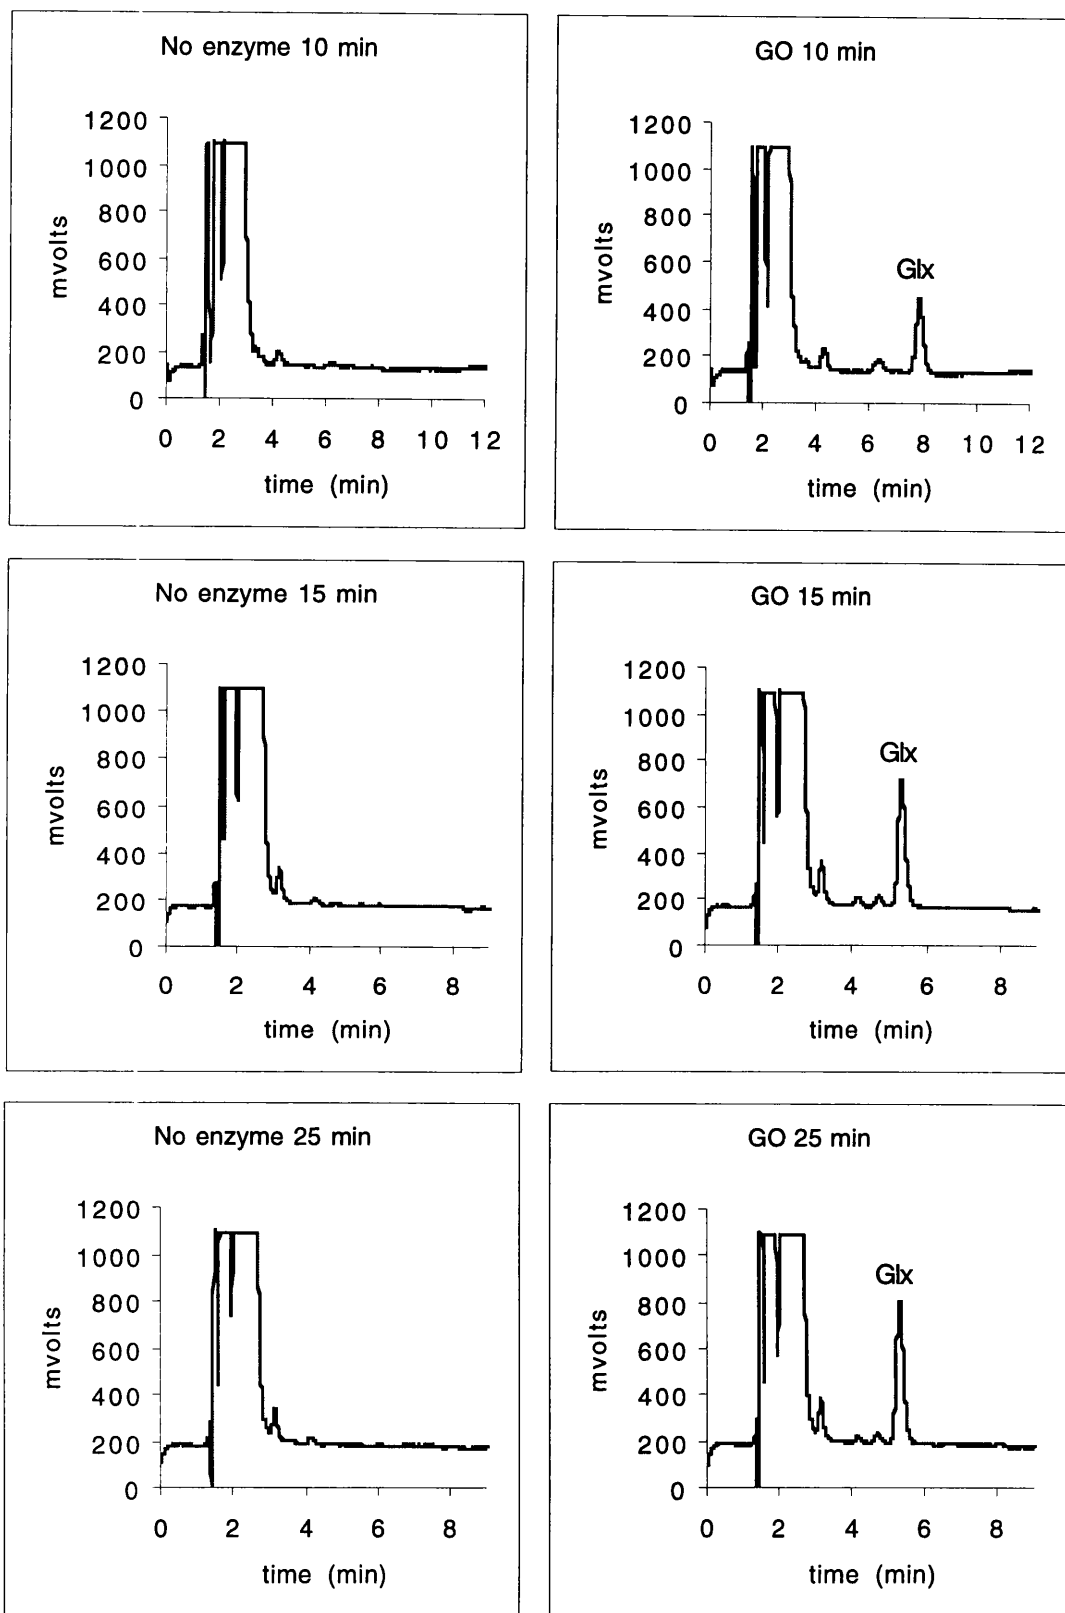 No enzyme 10 min
1200
1000
800
600
400
200
0
mvolts
0 2 4 6 8 10 12
time (min)
GO 10 min
1200
1000
800
600
400
200
0
mvolts
Glx
0 2 4 6 8 10 12
time (min)
No enzyme 15 min
1200
1000
800
600
400
200
0
mvolts
0 2 4 6 8
time (min)
GO 15 min
1200
1000
800
600
400
200
0
mvolts
Glx
0 2 4 6 8
time (min)
No enzyme 25 min
1200
1000
800
600
400
200
0
mvolts
0 2 4 6 8
time (min)
GO 25 min
1200
1000
800
600
400
200
0
mvolts
Glx
0 2 4 6 8
time (min)